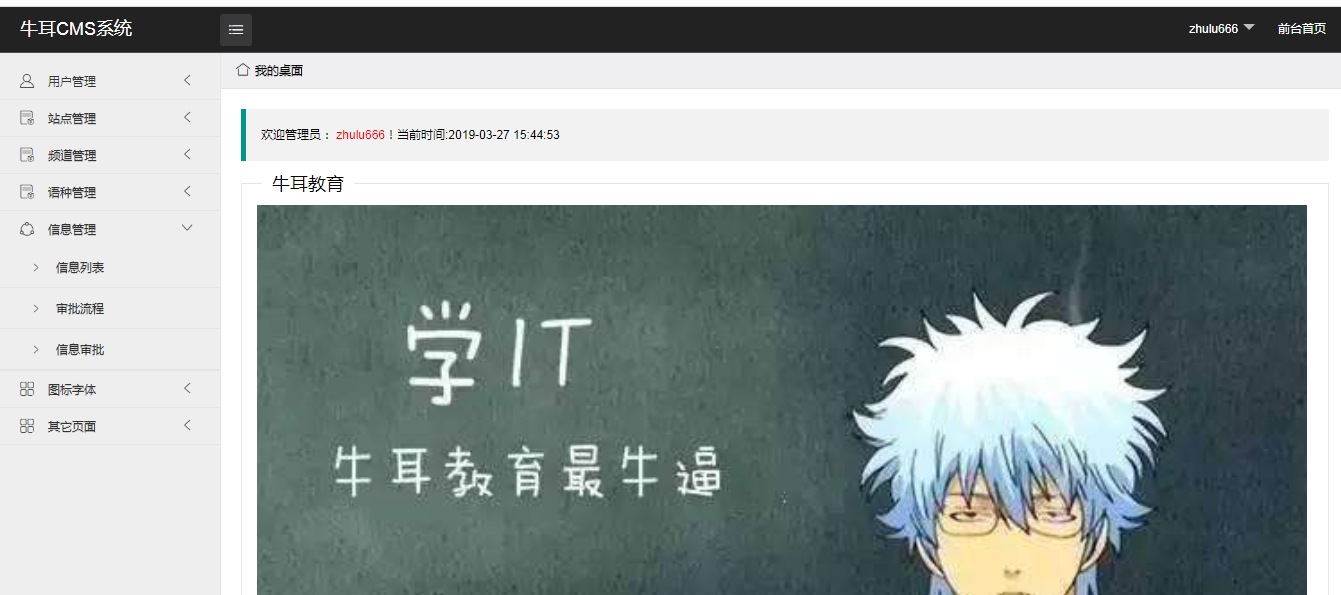 牛耳CMS系统
zhulu666
前台首页
用户管理
站点管理
频道管理
语种管理
信息管理
信息列表
审批流程
信息审批
图标字体
其它页面
我的桌面
欢迎管理员： zhulu666！当前时间:2019-03-27 15:44:53
牛耳教育
学IT
牛耳教育最牛逼